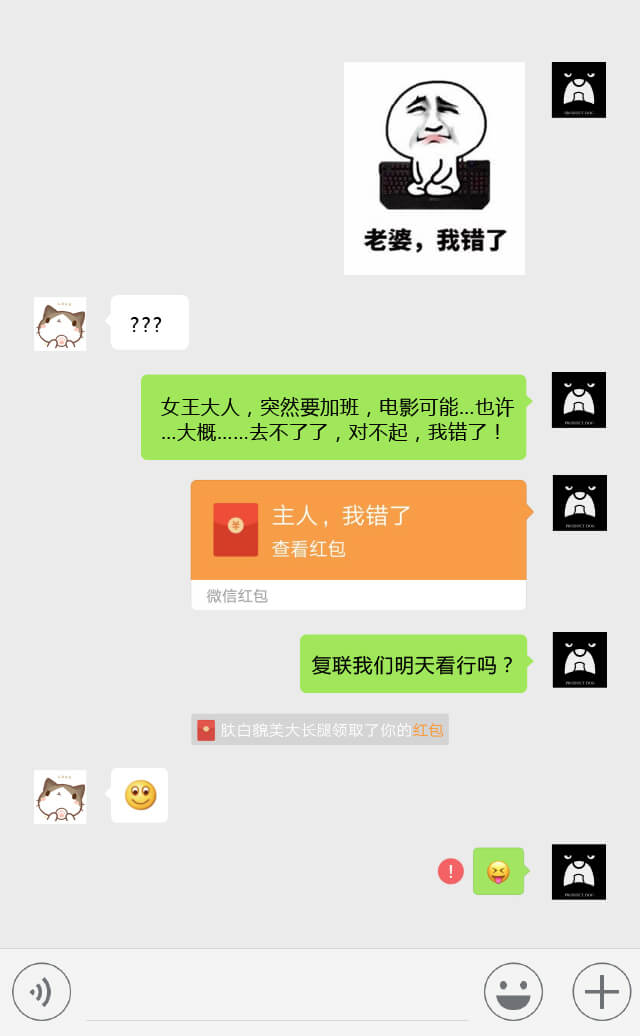 老婆，我错了
???
女王大人，突然要加班，电影可能...也许
...大概......去不了了，对不起，我错了！
主人，我错了
查看红包
微信红包
复联我们明天看行吗？
肤白貌美大长腿领取了你的红包
!